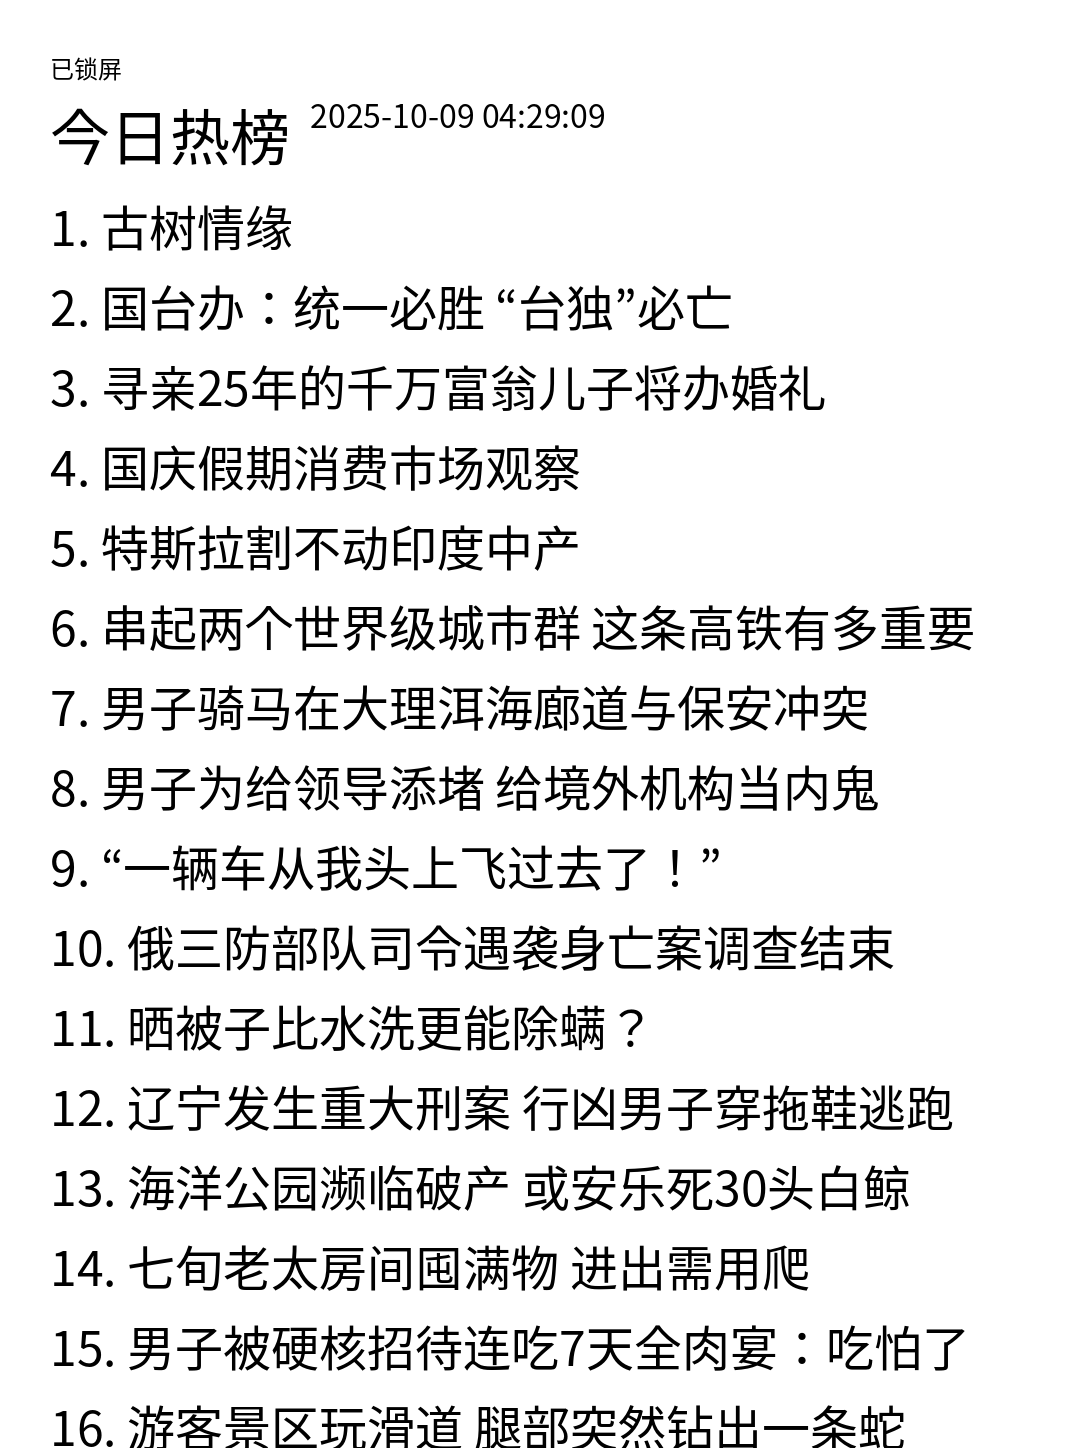 已锁屏
今日热榜 2025-10-09 04:29:09
1. 古树情缘
2. 国台办：统一必胜 “台独”必亡
3. 寻亲25年的千万富翁儿子将办婚礼
4. 国庆假期消费市场观察
5. 特斯拉割不动印度中产
6. 串起两个世界级城市群 这条高铁有多重要
7. 男子骑马在大理洱海廊道与保安冲突
8. 男子为给领导添堵 给境外机构当内鬼
9. “一辆车从我头上飞过去了！”
10. 俄三防部队司令遇袭身亡案调查结束
11. 晒被子比水洗更能除螨？
12. 辽宁发生重大刑案 行凶男子穿拖鞋逃跑
13. 海洋公园濒临破产 或安乐死30头白鲸
14. 七旬老太房间囤满物 进出需用爬
15. 男子被硬核招待连吃7天全肉宴：吃怕了
16. 游客景区玩滑道 腿部突然钻出一条蛇